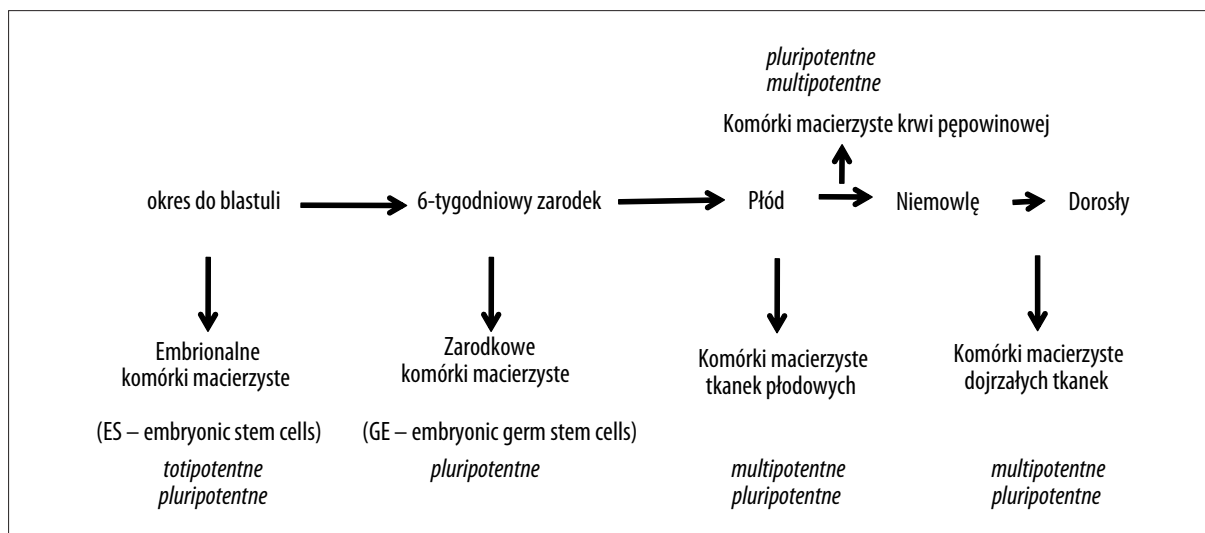 pluripotentne
multipotentne
Komórki macierzyste krwi pępowinowej
okres do blastuli
6-tygodniowy zarodek
Płód
Niemowlę
Dorosły
Embrionalne
komórki macierzyste
(ES – embryonic stem cells)
totipotentne
pluripotentne
Zarodkowe
komórki macierzyste
(GE – embryonic germ stem cells)
pluripotentne
Komórki macierzyste
tkanek płodowych
multipotentne
pluripotentne
Komórki macierzyste
dojrzałych tkanek
multipotentne
pluripotentne